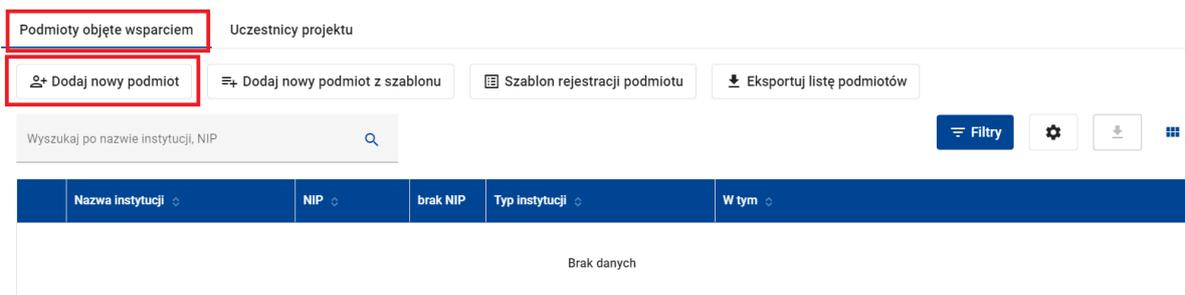 Podmioty objęte wsparciem Uczestnicy projektu
Dodaj nowy podmiot Dodaj nowy podmiot z szablonu Szablon rejestracji podmiotu Eksportuj listę podmiotów
Wyszukaj po nazwie instytucji, NIP Filtry
Nazwa instytucji NIP brak NIP Typ instytucji W tym
Brak danych